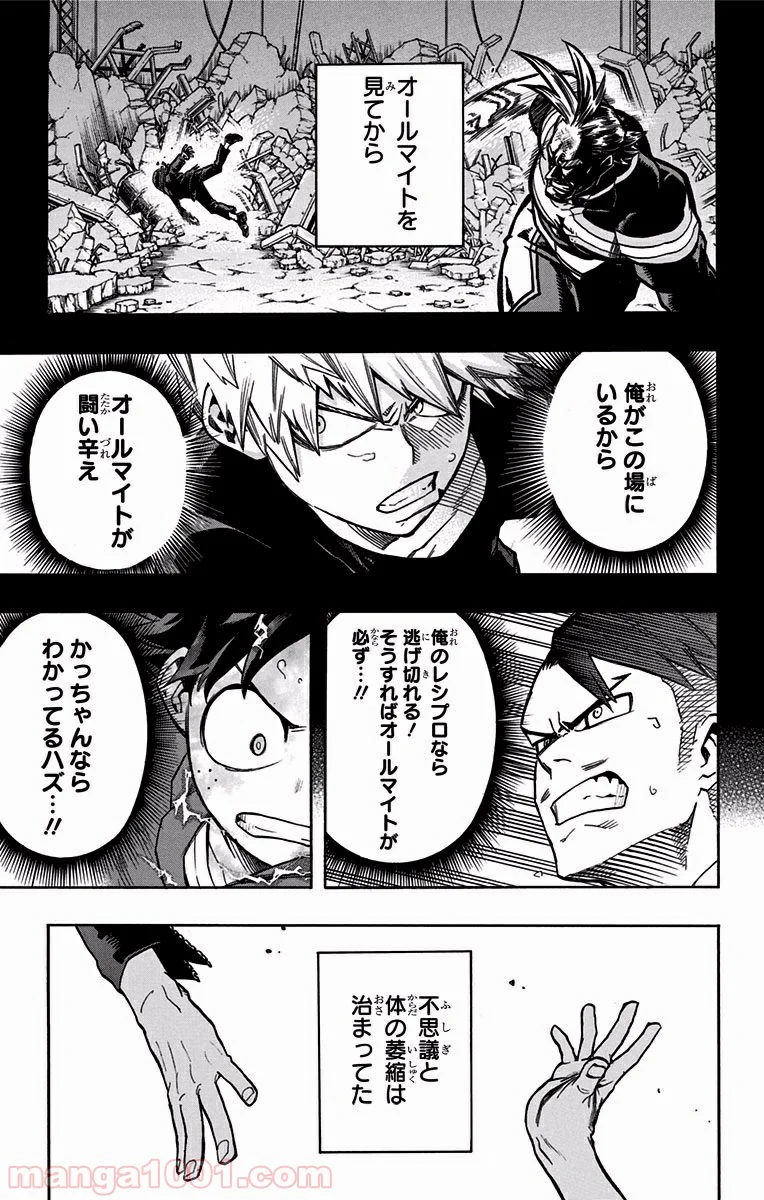 オールマイトを
見てから
俺がこの場に
いるから
オールマイトが
闘い辛え
俺のレシプロなら
逃げ切れる!
そうすればオールマイトが
必ず…!!
かっちゃんなら
わかってるハズ…!!
不思議と
体の萎縮は
治まってた
manga1001.com